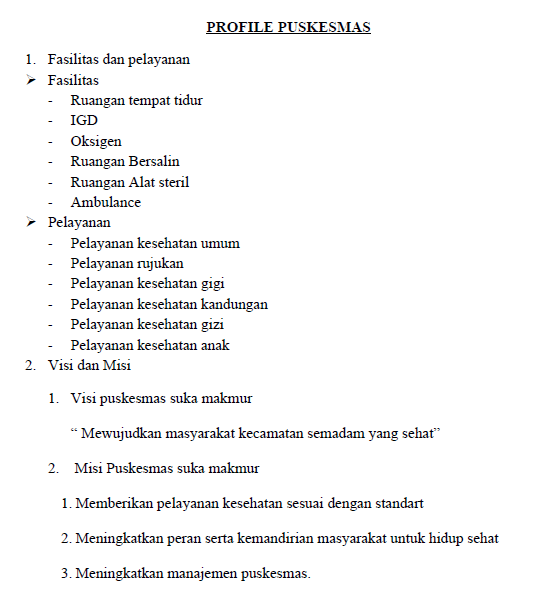 PROFILE PUSKESMAS
1. Fasilitas dan pelayanan
➢ Fasilitas
- Ruangan tempat tidur
- IGD
- Oksigen
- Ruangan Bersalin
- Ruangan Alat steril
- Ambulance
➢ Pelayanan
- Pelayanan kesehatan umum
- Pelayanan rujukan
- Pelayanan kesehatan gigi
- Pelayanan kesehatan kandungan
- Pelayanan kesehatan gizi
- Pelayanan kesehatan anak
2. Visi dan Misi
1. Visi puskesmas suka makmur
“ Mewujudkan masyarakat kecamatan semadam yang sehat”
2. Misi Puskesmas suka makmur
1. Memberikan pelayanan kesehatan sesuai dengan standart
2. Meningkatkan peran serta kemandirian masyarakat untuk hidup sehat
3. Meningkatkan manajemen puskesmas.